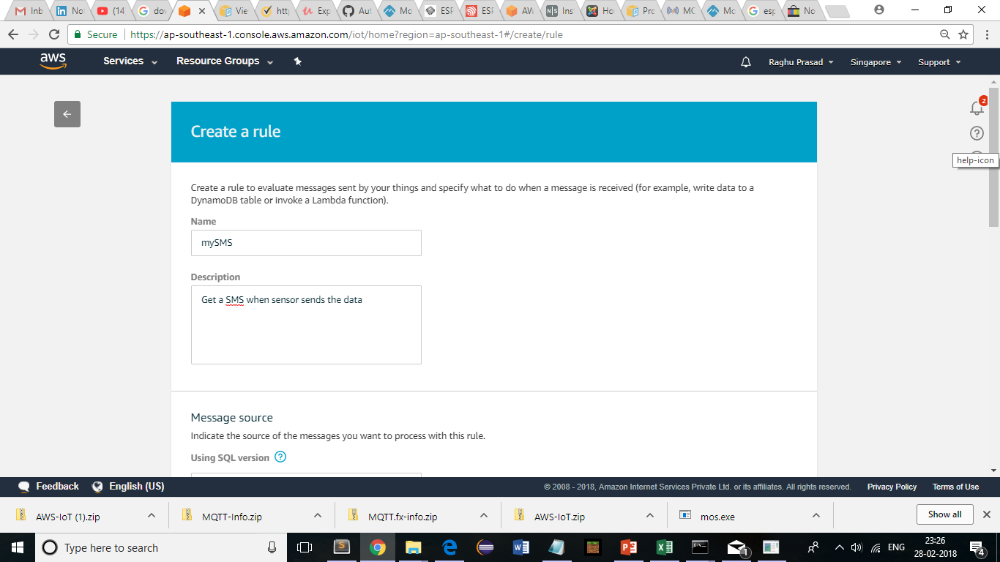 Inb
No
(14
do
Vie
http
Exp
Aut
Mo
ESF
ESF
AW
N|S Ins
Ho
Pro
MC
Mo
esp
No
Secure
https://ap-southeast-1.console.aws.amazon.com/iot/home?region=ap-southeast-1#/create/rule
aws
Services
Resource Groups
Raghu Prasad
Singapore
Support
2
help-icon
Create a rule
Create a rule to evaluate messages sent by your things and specify what to do when a message is received (for example, write data to a
DynamoDB table or invoke a Lambda function).
Name
mySMS
Description
Get a SMS when sensor sends the data
Message source
Indicate the source of the messages you want to process with this rule.
Using SQL version ?
Feedback
English (US)
© 2008 - 2018, Amazon Internet Services Private Ltd. or its affiliates. All rights reserved.
Privacy Policy
Terms of Use
AWS-IoT (1).zip
MQTT-Info.zip
MQTT.fx-info.zip
AWS-IoT.zip
mos.exe
Show all
Type here to search
1
ENG
23:26
28-02-2018
4